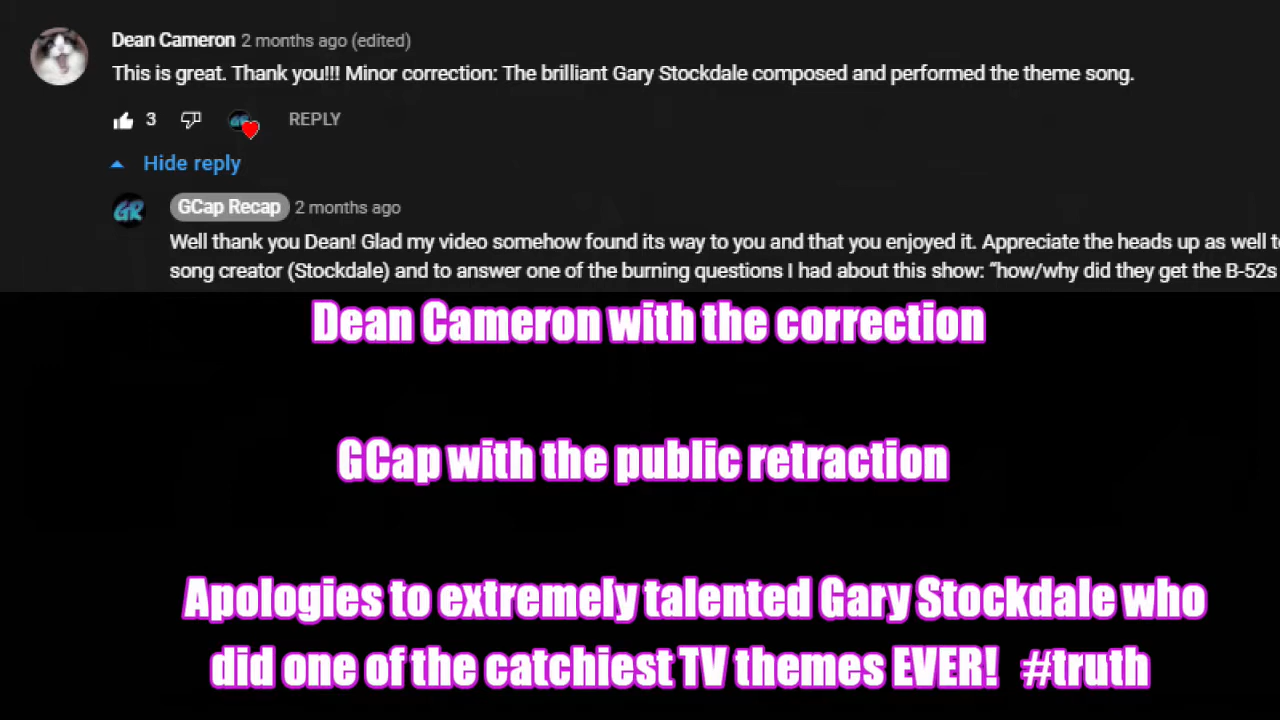 Dean Cameron 2 months ago (edited)
This is great. Thank you!!! Minor correction: The brilliant Gary Stockdale composed and performed the theme song.
3 REPLY
Hide reply
GR GCap Recap 2 months ago
Well thank you Dean! Glad my video somehow found its way to you and that you enjoyed it. Appreciate the heads up as well
song creator (Stockdale) and to answer one of the burning questions I had about this show: "how/why did they get the B-52s
Dean Cameron with the correction
GCap with the public retraction
Apologies to extremely talented Gary Stockdale who
did one of the catchiest TV themes EVER! #truth